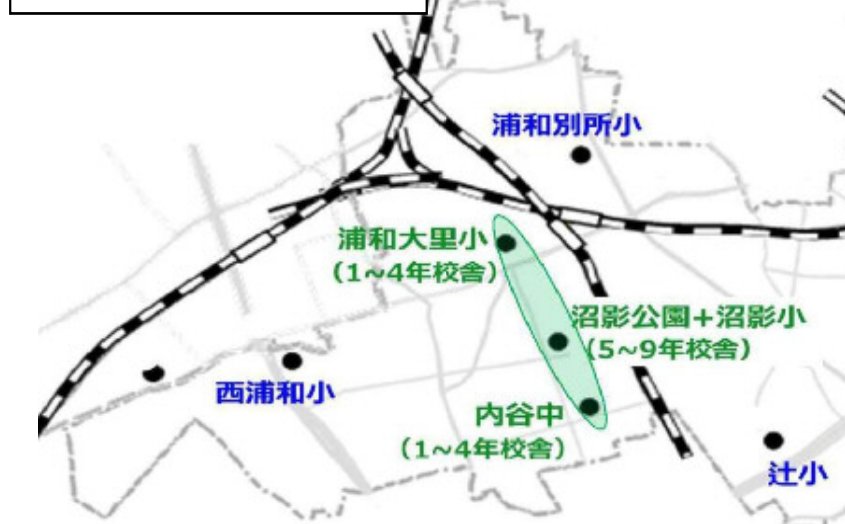 浦和別所小
浦和大里小
（1~4年校舎）
沼影公園+沼影小
（5~9年校舎）
西浦和小
内谷中
（1~4年校舎）
辻小